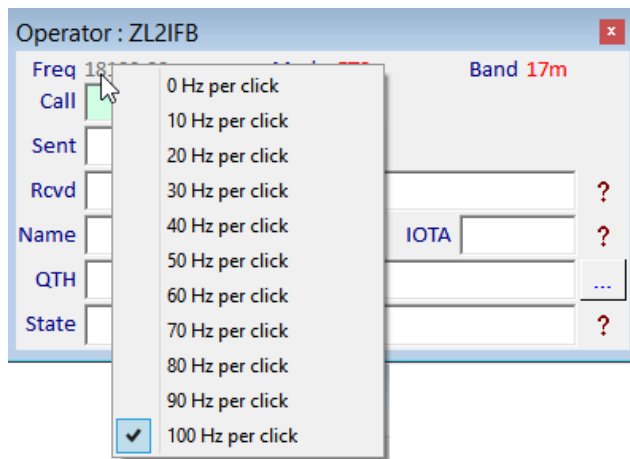 Operator : ZL2IFB
x
Freq Band 17m
0 Hz per click
Call
10 Hz per click
Sent
20 Hz per click
Rcvd
30 Hz per click
?
Name
40 Hz per click
IOTA
?
50 Hz per click
QTH
60 Hz per click
...
State
70 Hz per click
?
80 Hz per click
90 Hz per click
100 Hz per click